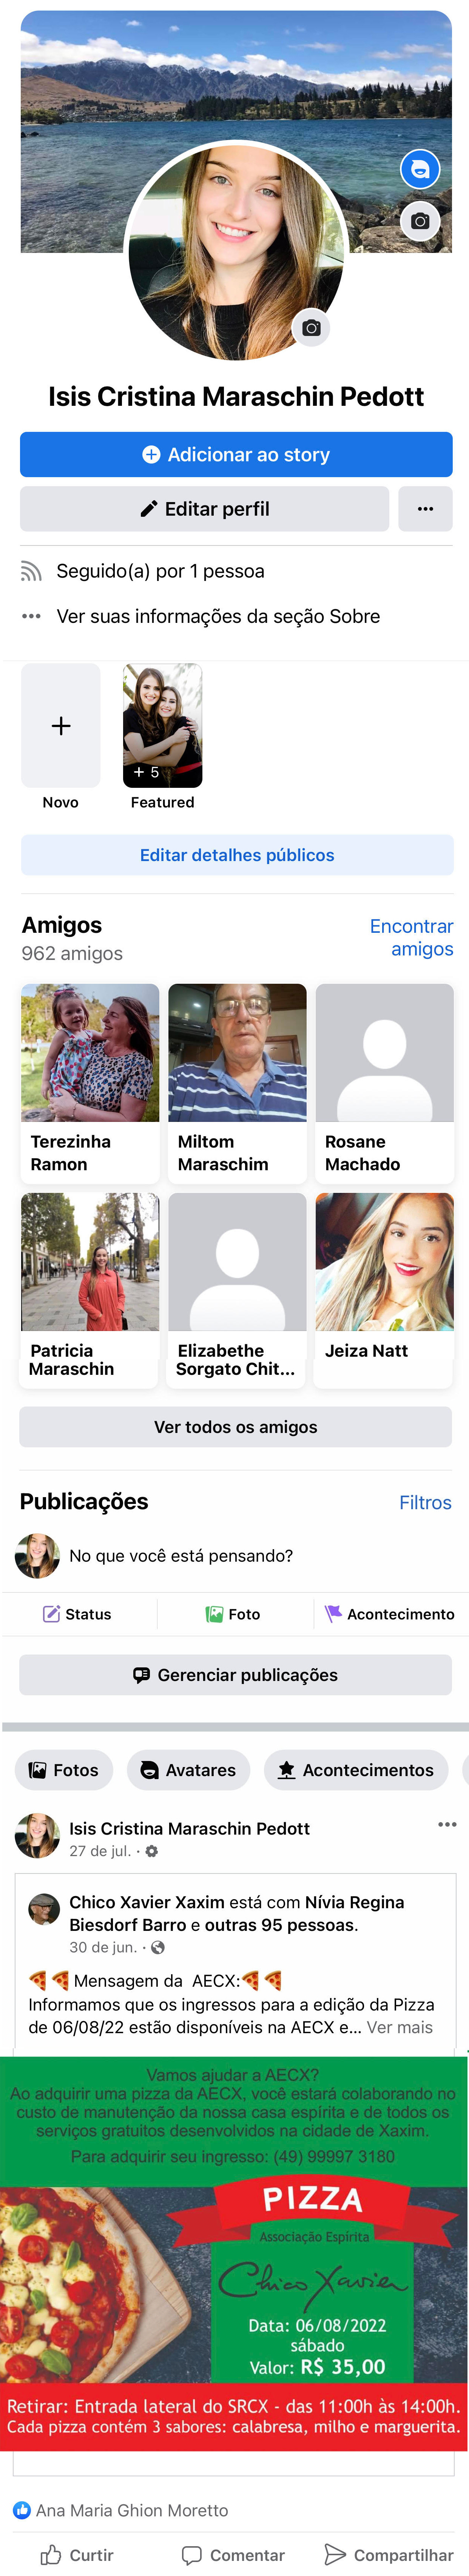 Isis Cristina Maraschin Pedott
Adicionar ao story
Editar perfil
Seguido(a) por 1 pessoa
Ver suas informações da seção Sobre
+ 5
Novo
Featured
Editar detalhes públicos
Amigos
Encontrar
amigos
962 amigos
Terezinha
Ramon
Miltom
Maraschim
Rosane
Machado
Patricia
Maraschin
Elizabethe
Sorgato Chit...
Jeiza Natt
Ver todos os amigos
Publicações
Filtros
No que você está pensando?
Status
Foto
Acontecimento
Gerenciar publicações
Fotos
Avatares
Acontecimentos
Isis Cristina Maraschin Pedott
27 de jul. ·
Chico Xavier Xaxim está com Nívia Regina
Biesdorf Barro e outras 95 pessoas.
30 de jun. ·
🍕🍕Mensagem da AECX:🍕🍕
Informamos que os ingressos para a edição da Pizza
de 06/08/22 estão disponíveis na AECX e... Ver mais
Vamos ajudar a AECX?
Ao adquirir uma pizza da AECX, você estará colaborando no
custo de manutenção da nossa casa espírita e de todos os
serviços gratuitos desenvolvidos na cidade de Xaxim.
Para adquirir seu ingresso: (49) 99997 3180
PIZZA
Associação Espírita
Chico Xavier
Data: 06/08/2022
sábado
Valor: R$ 35,00
Retirar: Entrada lateral do SRCX - das 11:00h às 14:00h.
Cada pizza contém 3 sabores: calabresa, milho e marguerita.
Ana Maria Ghion Moretto
Curtir
Comentar
Compartilhar